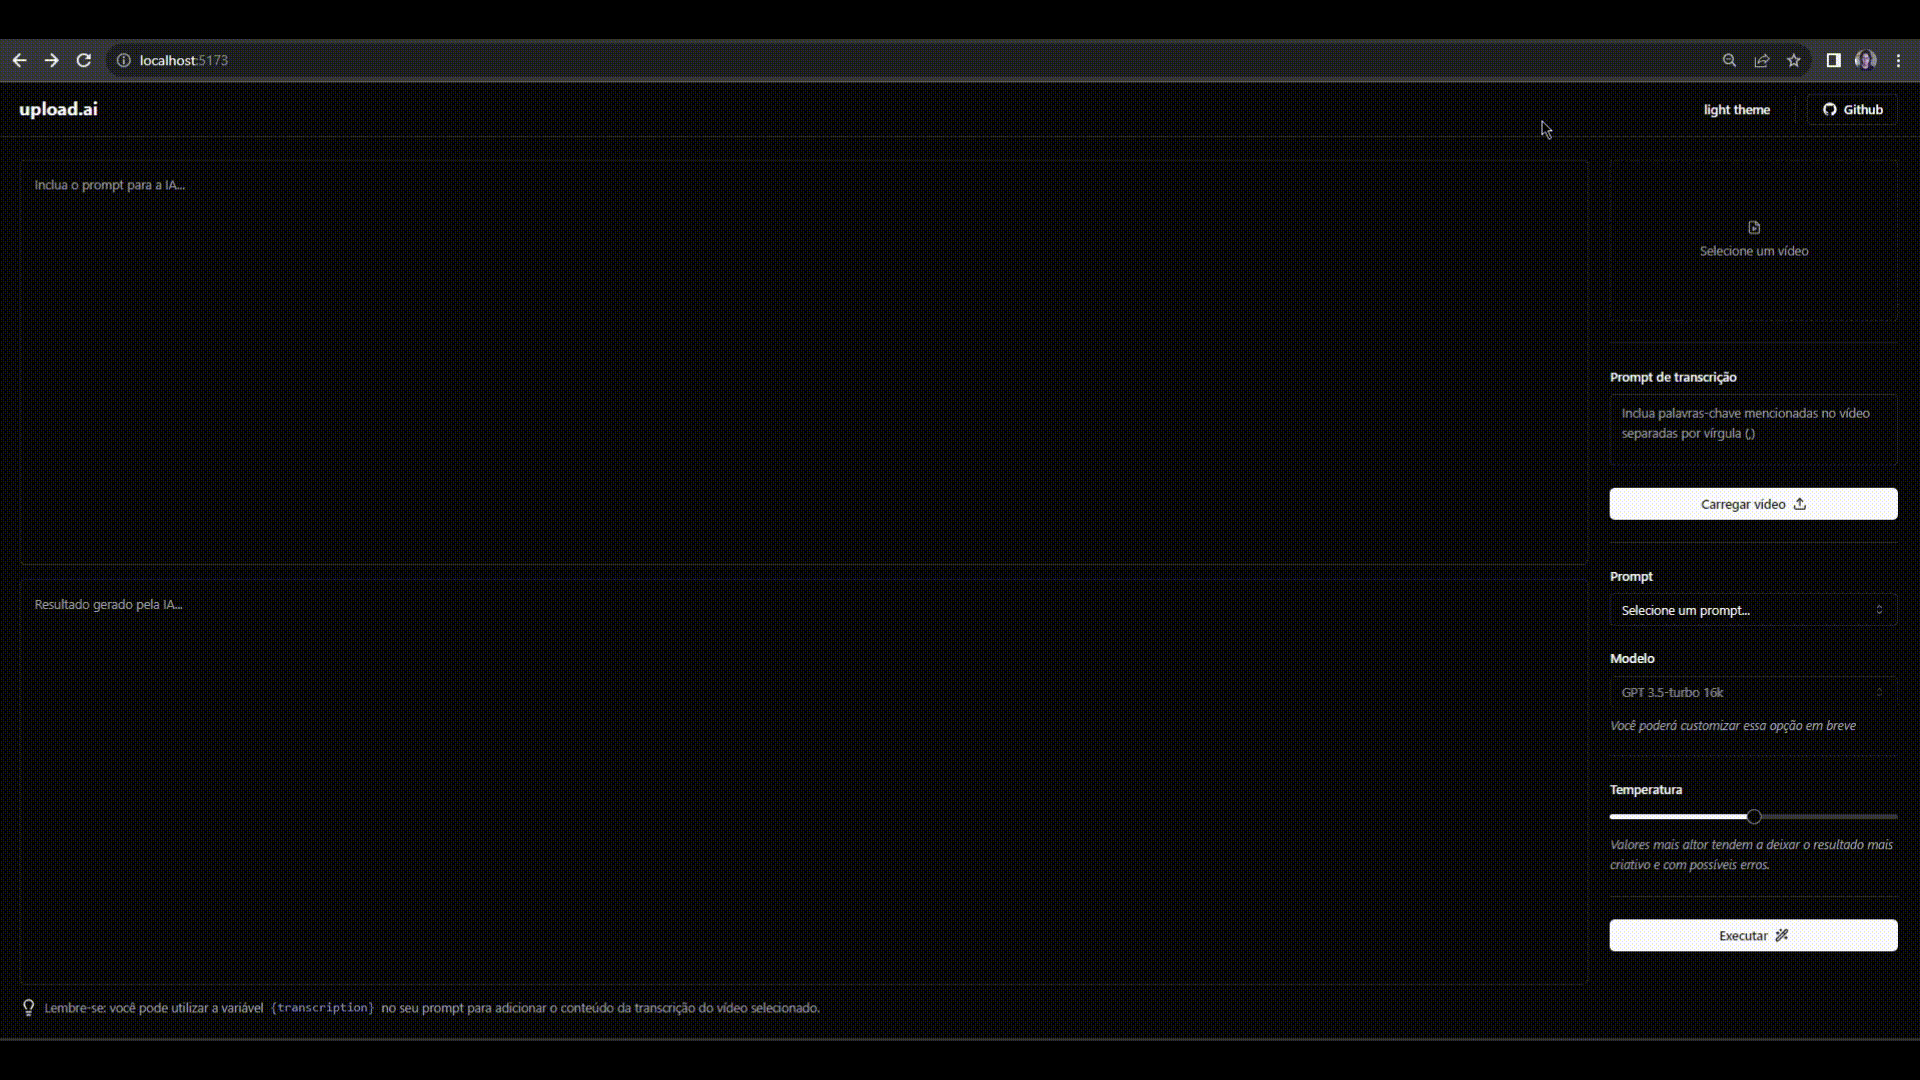 localhost:5173
upload.ai
light theme
Github
Inclua o prompt para a IA...
Resultado gerado pela IA...
Lembre-se: você pode utilizar a variável {transcription} no seu prompt para adicionar o conteúdo da transcrição do vídeo selecionado.
Selecione um vídeo
Prompt de transcrição
Inclua palavras-chave mencionadas no vídeo
separadas por vírgula (,)
Carregar vídeo
Prompt
Selecione um prompt...
Modelo
GPT 3.5-turbo 16k
Você poderá customizar essa opção em breve
Temperatura
Valores mais altor tendem a deixar o resultado mais
criativo e com possíveis erros.
Executar